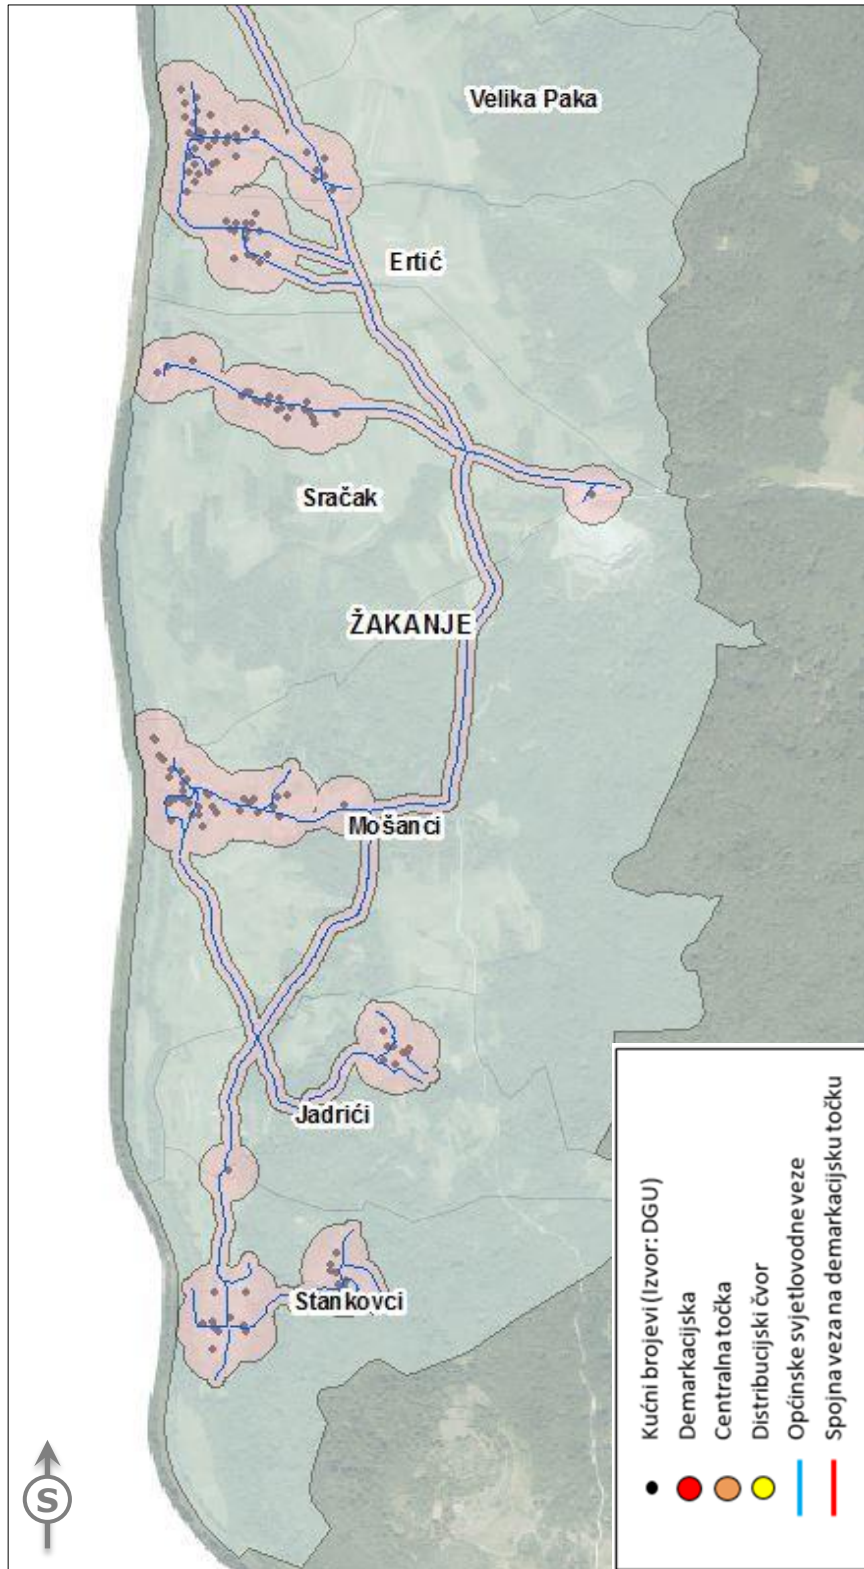 Velika Paka
Ertić
Sračak
ŽAKANJE
Mošanci
Jadrići
Stankovci
S
Kućni brojevi (Izvor: DGU)
Demarkacijska
Centralna točka
Distribucijski čvor
Općinske svjetlovodne veze
Spojna veza na demarkacijsku točku